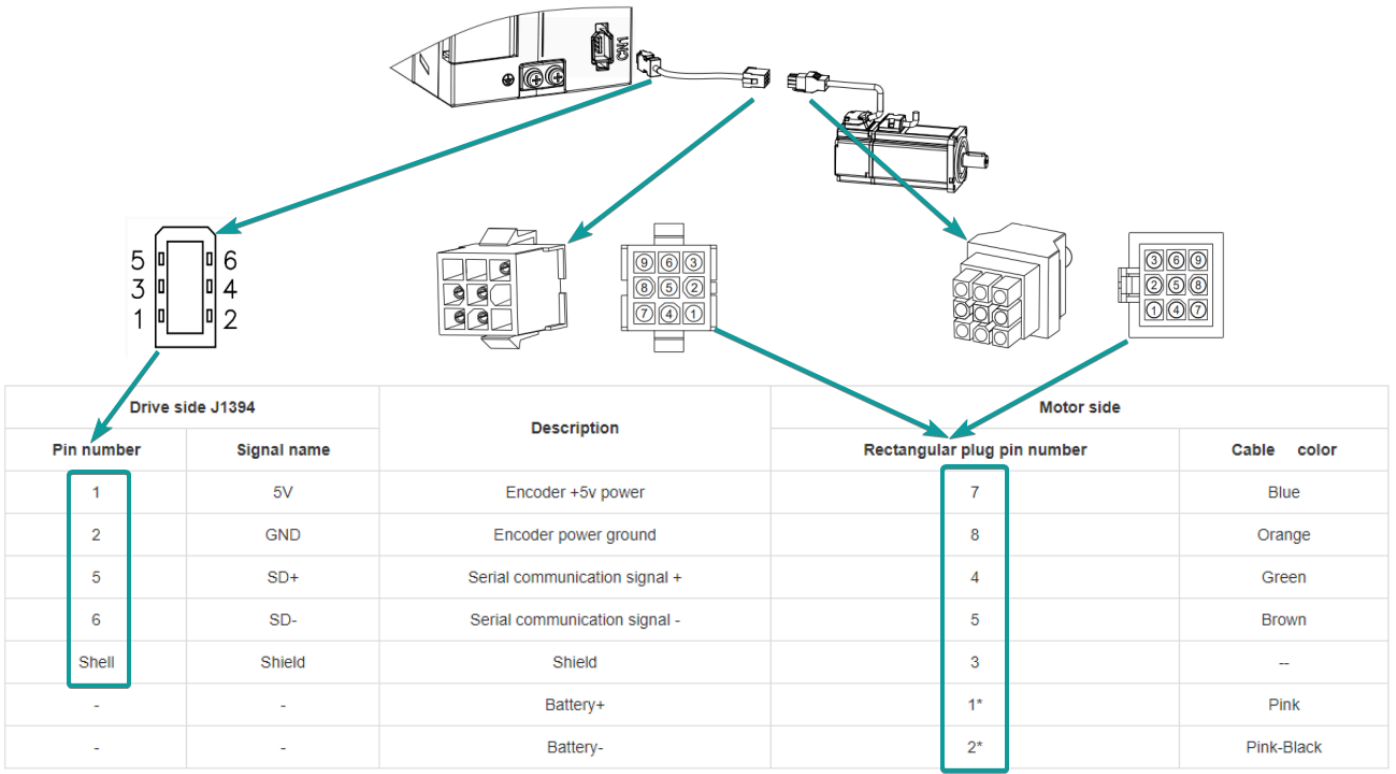 CN1
5 6
3 4
1 2
9 6 3
8 5 2
7 4 1
3 6 9
2 5 8
1 4 7
Drive side J1394 Description Motor side
Pin number Signal name Rectangular plug pin number Cable color
1 5V Encoder +5v power 7 Blue
2 GND Encoder power ground 8 Orange
5 SD+ Serial communication signal + 4 Green
6 SD- Serial communication signal - 5 Brown
Shell Shield Shield 3 --
- - Battery+ 1* Pink
- - Battery- 2* Pink-Black